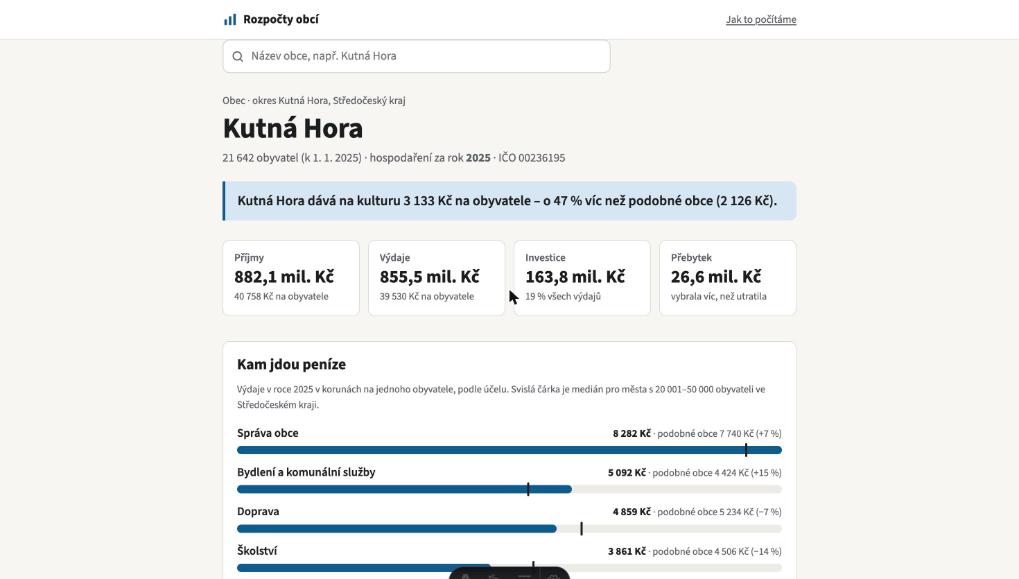 Rozpočty obcí
Jak to počítáme
Název obce, např. Kutná Hora
Obec · okres Kutná Hora, Středočeský kraj
Kutná Hora
21 642 obyvatel (k 1. 1. 2025) · hospodaření za rok 2025 · IČO 00236195
Kutná Hora dává na kulturu 3 133 Kč na obyvatele – o 47 % víc než podobné obce (2 126 Kč).
Příjmy
882,1 mil. Kč
40 758 Kč na obyvatele
Výdaje
855,5 mil. Kč
39 530 Kč na obyvatele
Investice
163,8 mil. Kč
19 % všech výdajů
Přebytek
26,6 mil. Kč
vybrala víc, než utratila
Kam jdou peníze
Výdaje v roce 2025 v korunách na jednoho obyvatele, podle účelu. Svislá čárka je medián pro města s 20 001–50 000 obyvateli ve
Středočeském kraji.
Správa obce
8 282 Kč · podobné obce 7 740 Kč (+7 %)
Bydlení a komunální služby
5 092 Kč · podobné obce 4 424 Kč (+15 %)
Doprava
4 859 Kč · podobné obce 5 234 Kč (−7 %)
Školství
3 861 Kč · podobné obce 4 506 Kč (−14 %)